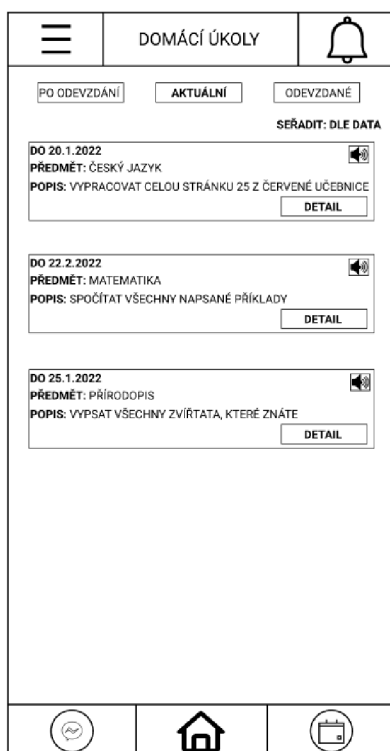 DOMÁCÍ ÚKOLY
PO ODEVZDÁNÍ AKTUÁLNÍ ODEVZDANÉ
SEŘADIT: DLE DATA
DO 20.1.2022
PŘEDMĚT: ČESKÝ JAZYK
POPIS: VYPRACOVAT CELOU STRÁNKU 25 Z ČERVENÉ UČEBNICE
DETAIL
DO 22.2.2022
PŘEDMĚT: MATEMATIKA
POPIS: SPOČÍTAT VŠECHNY NAPSANÉ PŘÍKLADY
DETAIL
DO 25.1.2022
PŘEDMĚT: PŘÍRODOPIS
POPIS: VYPSAT VŠECHNY ZVÍŘTATA, KTERÉ ZNÁTE
DETAIL